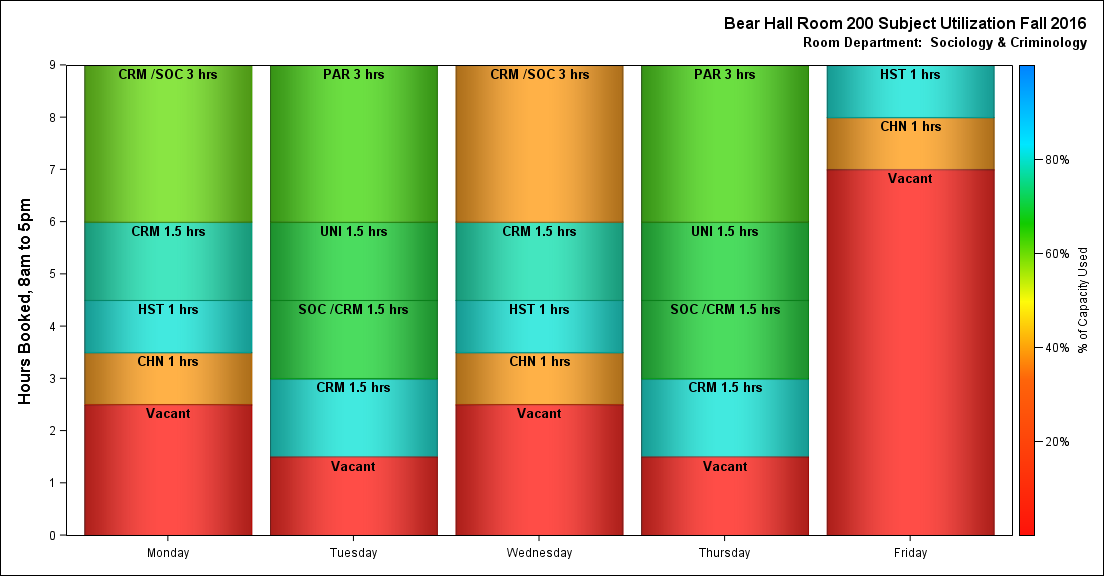 Bear Hall Room 200 Subject Utilization Fall 2016
Room Department:  Sociology & Criminology
Hours Booked, 8am to 5pm
9
8
7
6
5
4
3
2
1
0
CRM /SOC 3 hrs
CRM 1.5 hrs
HST 1 hrs
CHN 1 hrs
Vacant
Monday
PAR 3 hrs
UNI 1.5 hrs
SOC /CRM 1.5 hrs
CRM 1.5 hrs
Vacant
Tuesday
CRM /SOC 3 hrs
CRM 1.5 hrs
HST 1 hrs
CHN 1 hrs
Vacant
Wednesday
PAR 3 hrs
UNI 1.5 hrs
SOC /CRM 1.5 hrs
CRM 1.5 hrs
Vacant
Thursday
HST 1 hrs
CHN 1 hrs
Vacant
Friday
80%
60%
40%
20%
% of Capacity Used